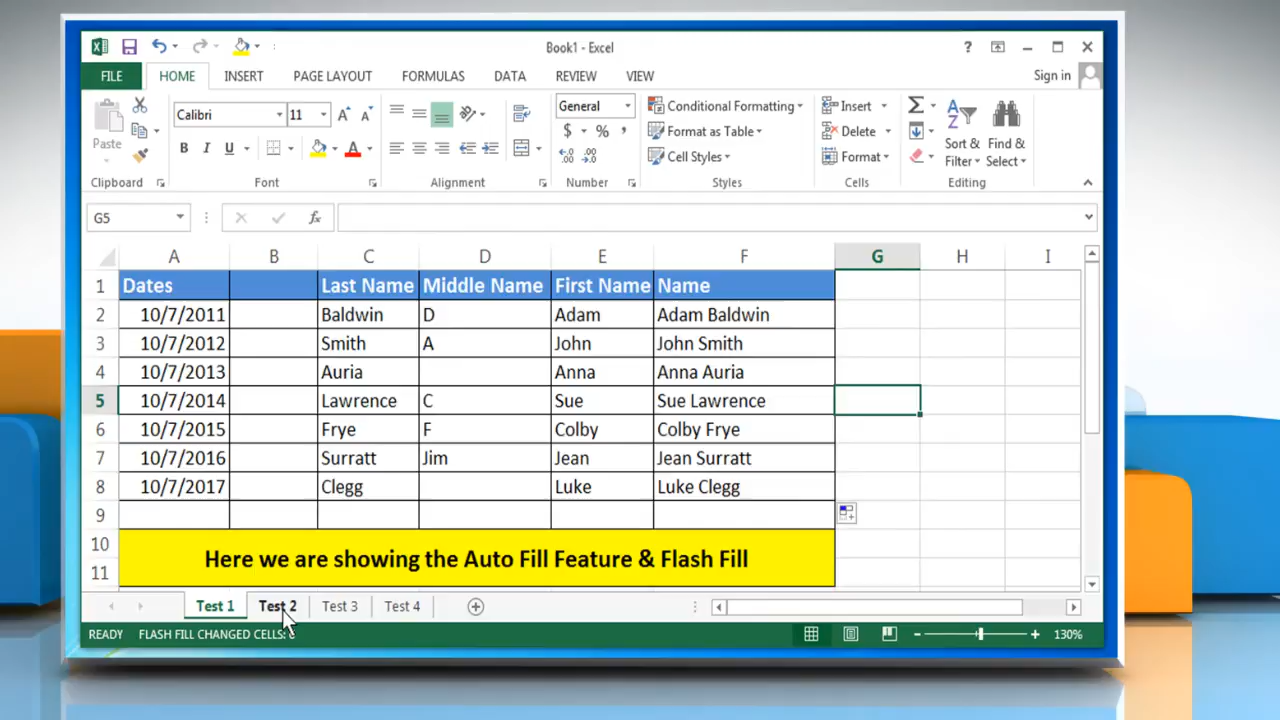 Book1 - Excel
?
FILE HOME INSERT PAGE LAYOUT FORMULAS DATA REVIEW VIEW Sign in
Paste Calibri 11 General Conditional Formatting Insert
B I U A $ % , Format as Table Delete
Cell Styles Format Sort & Filter Find & Select
Clipboard Font Alignment Number Styles Cells Editing
G5 fx
A B C D E F G H I
1 Dates Last Name Middle Name First Name Name
2 10/7/2011 Baldwin D Adam Adam Baldwin
3 10/7/2012 Smith A John John Smith
4 10/7/2013 Auria Anna Anna Auria
5 10/7/2014 Lawrence C Sue Sue Lawrence
6 10/7/2015 Frye F Colby Colby Frye
7 10/7/2016 Surratt Jim Jean Jean Surratt
8 10/7/2017 Clegg Luke Luke Clegg
9
10 Here we are showing the Auto Fill Feature & Flash Fill
11
Test 1 Test 2 Test 3 Test 4
READY FLASH FILL CHANGED CELLS: 130%